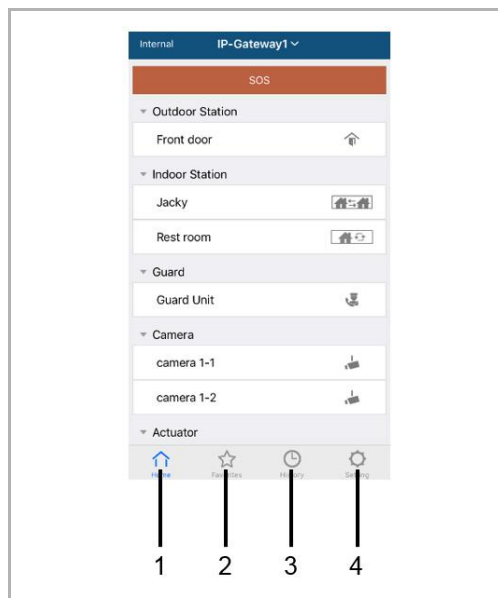 Internal IP-Gateway1
SOS
Outdoor Station
Front door
Indoor Station
Jacky
Rest room
Guard
Guard Unit
Camera
camera 1-1
camera 1-2
Actuator
Home Favorites History Setting
1 2 3 4